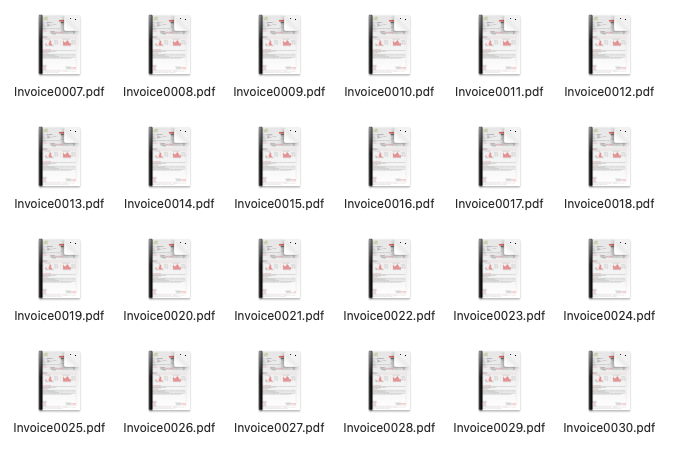 Invoice0007.pdf Invoice0008.pdf Invoice0009.pdf Invoice0010.pdf Invoice0011.pdf Invoice0012.pdf
Invoice0013.pdf Invoice0014.pdf Invoice0015.pdf Invoice0016.pdf Invoice0017.pdf Invoice0018.pdf
Invoice0019.pdf Invoice0020.pdf Invoice0021.pdf Invoice0022.pdf Invoice0023.pdf Invoice0024.pdf
Invoice0025.pdf Invoice0026.pdf Invoice0027.pdf Invoice0028.pdf Invoice0029.pdf Invoice0030.pdf